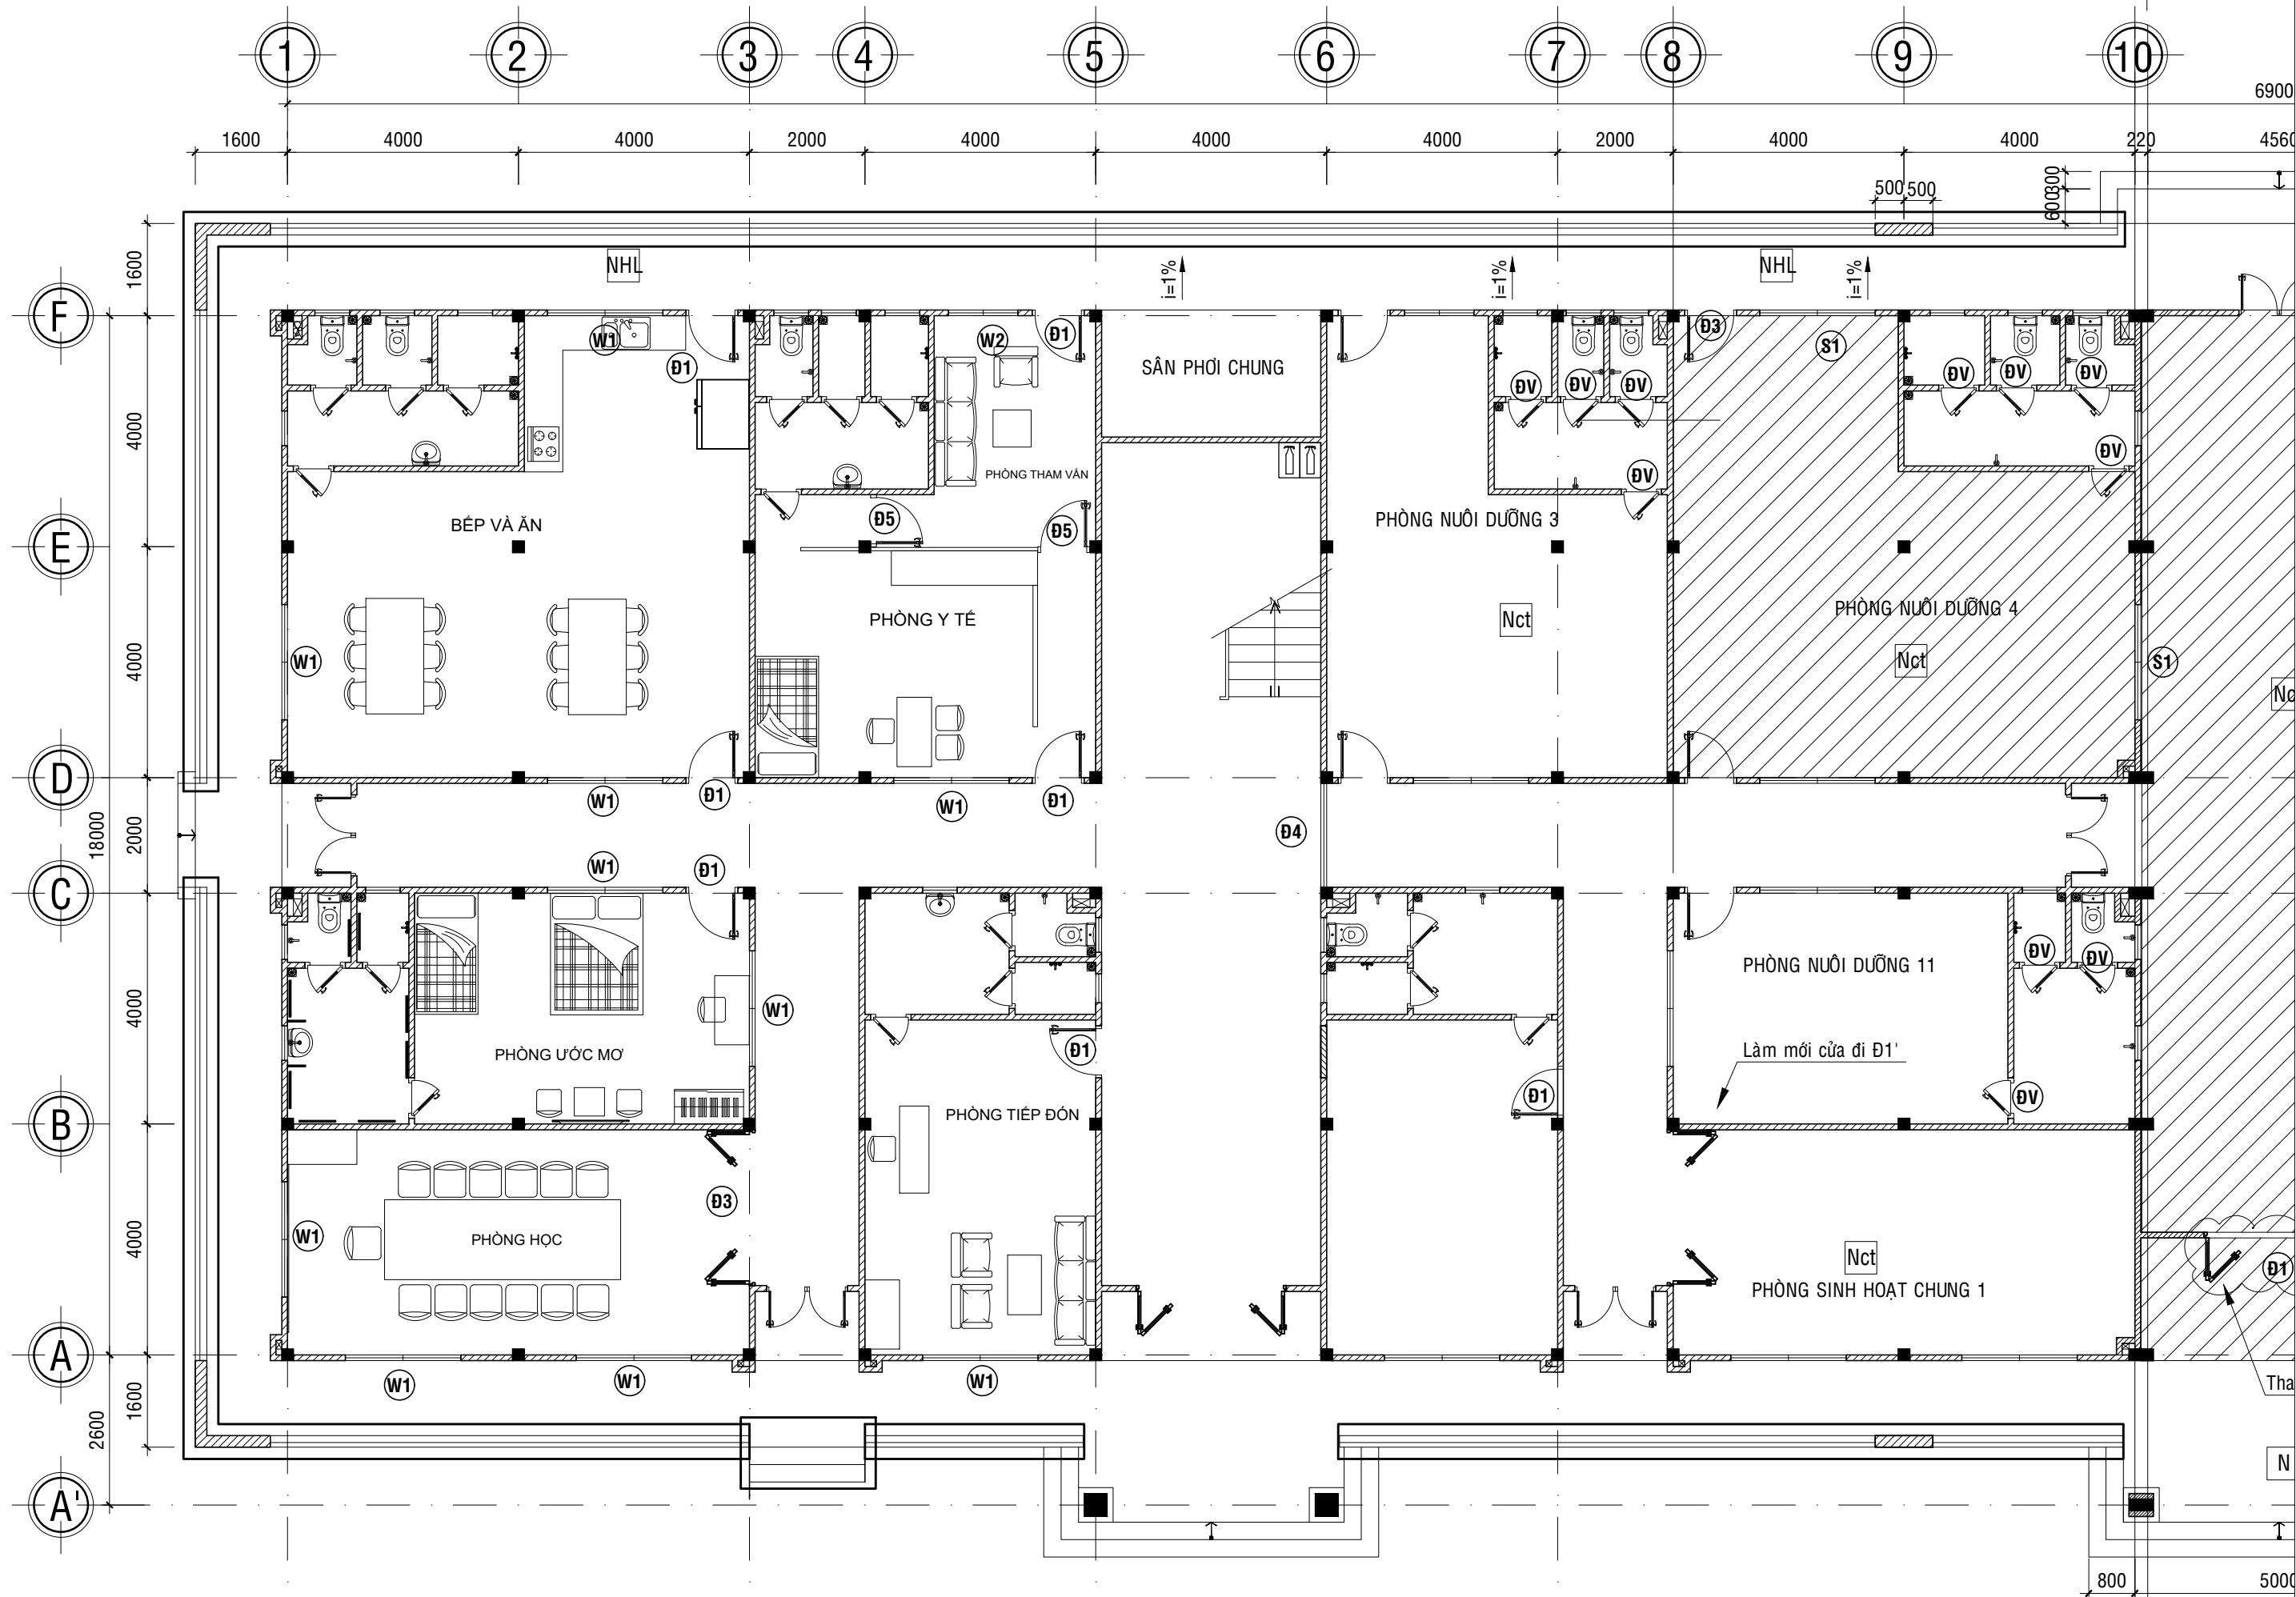 1 2 3 4 5 6 7 8 9 10
6900
1600 4000 4000 2000 4000 4000 4000 2000 4000 4000 220 4560
500 500
600 300
1600
NHL
i=1%
i=1%
NHL
i=1%
F
W1
Đ1
W2
Đ1
SÂN PHƠI CHUNG
Đ3
S1
ĐV ĐV ĐV
ĐV ĐV ĐV
4000
PHÒNG THAM VẤN
ĐV
ĐV
BẾP VÀ ĂN
Đ5
Đ5
PHÒNG NUÔI DƯỠNG 3
E
PHÒNG Y TẾ
Nct
PHÒNG NUÔI DƯỠNG 4
4000
W1
Nct
S1
D
W1
Đ1
W1
Đ1
18000
2000
Đ4
W1
Đ1
C
ĐV ĐV
PHÒNG NUÔI DƯỠNG 11
4000
W1
PHÒNG ƯỚC MƠ
Đ1
Làm mới cửa đi Đ1'
Đ1
ĐV
B
PHÒNG TIẾP ĐÓN
Đ3
4000
W1
PHÒNG HỌC
Nct
PHÒNG SINH HOẠT CHUNG 1
Đ1
A
W1
W1
W1
Tha
1600
2600
N
A'
800 5000